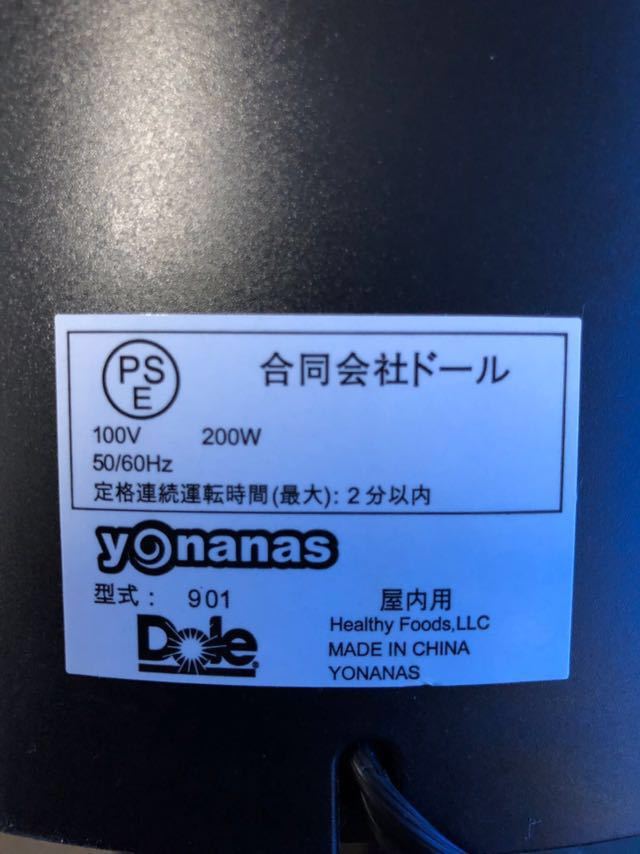 PS
E
合同会社ドール
100V 200W
50/60Hz
定格連続運転時間(最大): 2分以内
yonanas
型式: 901
屋内用
Dole®
Healthy Foods,LLC
MADE IN CHINA
YONANAS